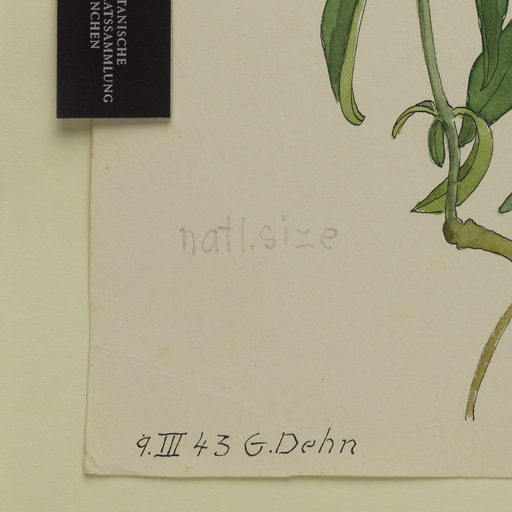 TANISCHE
ATSSAMMLUNG
NCHEN
natl. size
9. III 43 G. Dehn